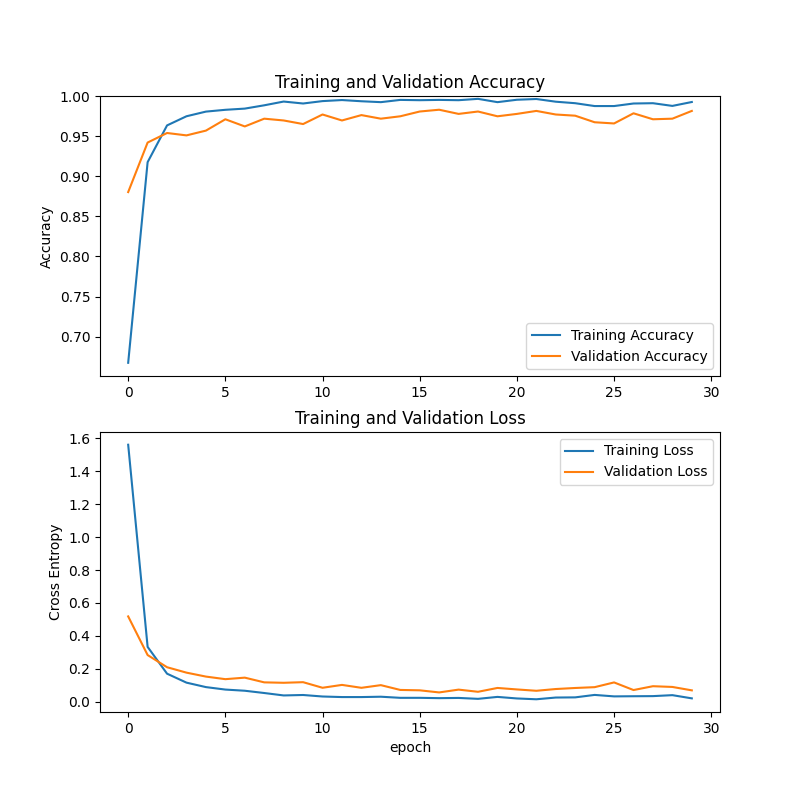 Training and Validation Accuracy
Accuracy
1.00
0.95
0.90
0.85
0.80
0.75
0.70
Training Accuracy
Validation Accuracy
0 5 10 15 20 25 30
Training and Validation Loss
Cross Entropy
1.6
1.4
1.2
1.0
0.8
0.6
0.4
0.2
0.0
Training Loss
Validation Loss
0 5 10 15 20 25 30
epoch